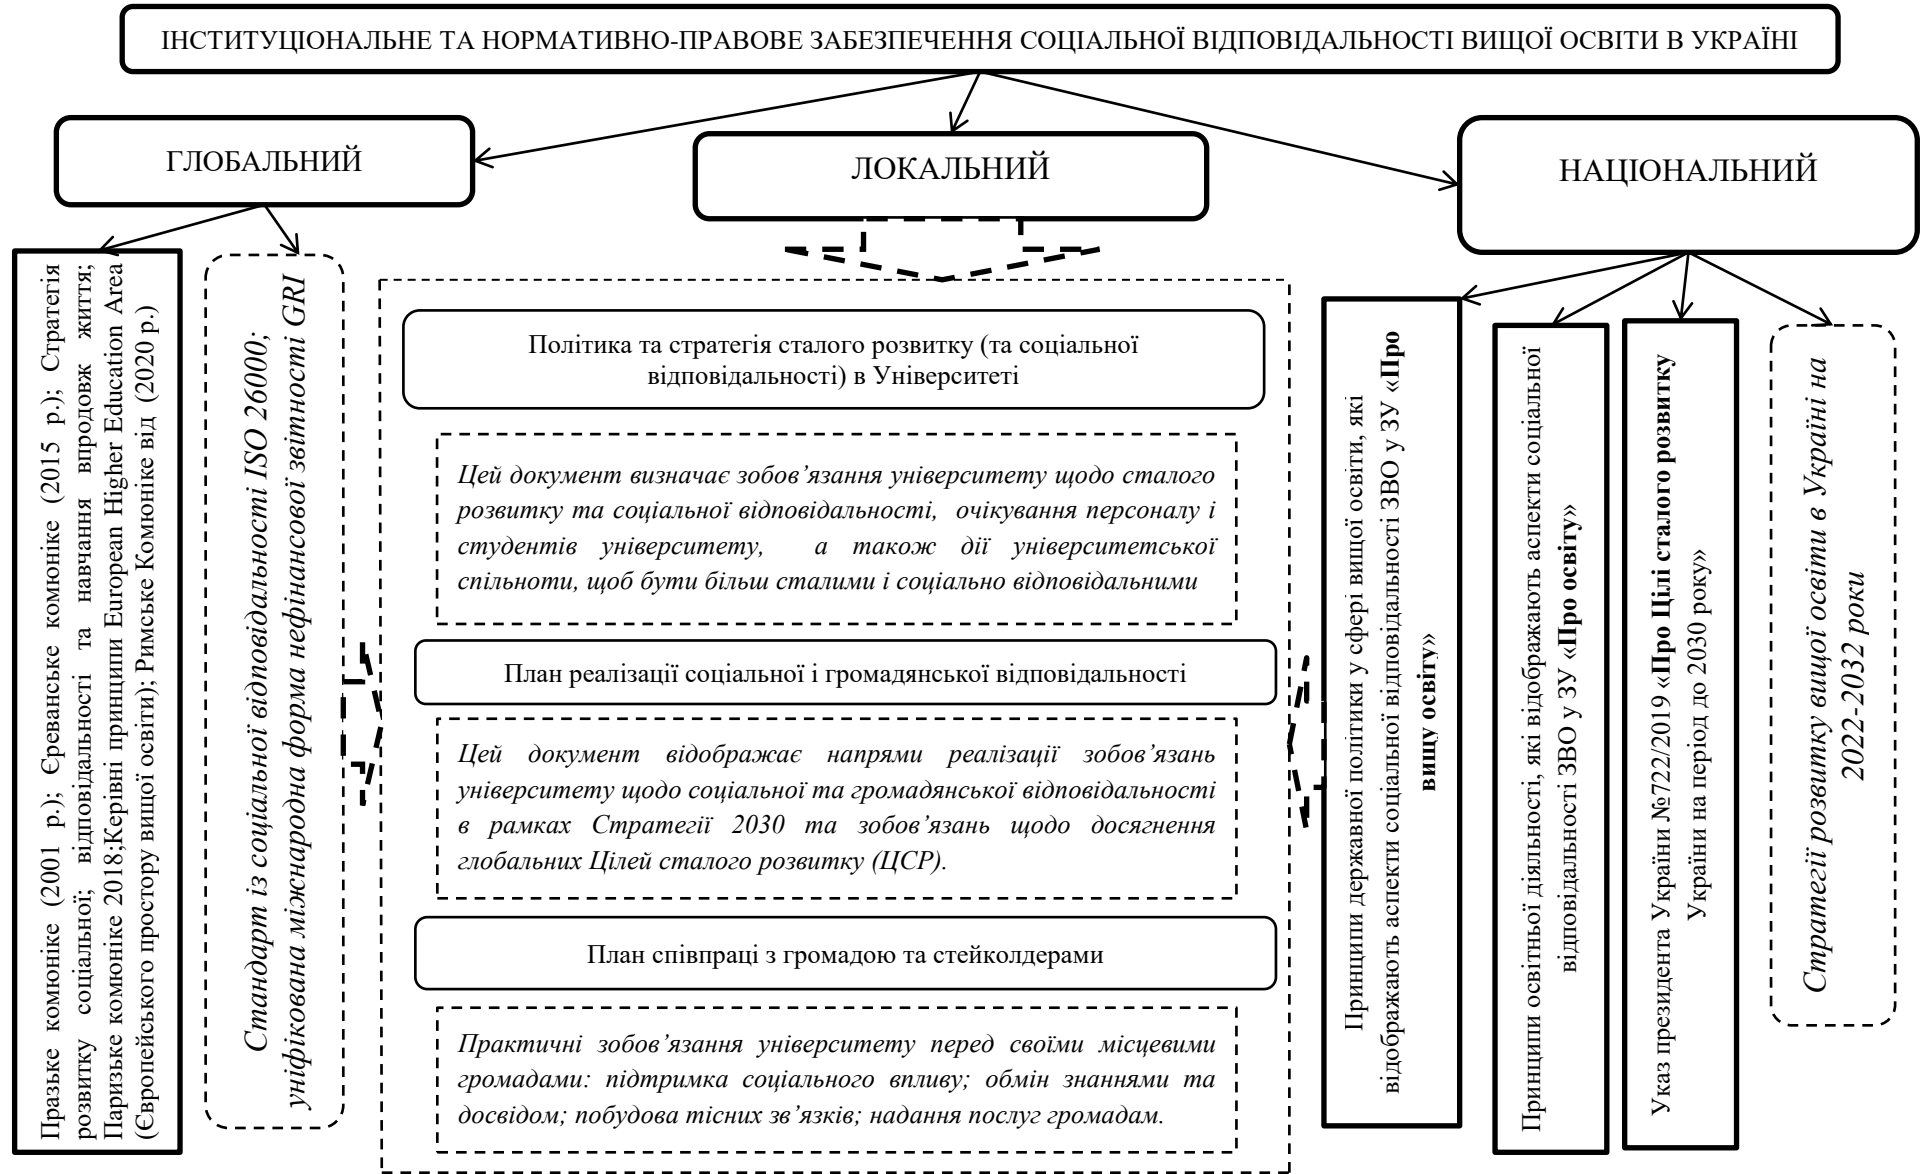 ІНСТИТУЦІОНАЛЬНЕ ТА НОРМАТИВНО-ПРАВОВЕ ЗАБЕЗПЕЧЕННЯ СОЦІАЛЬНОЇ ВІДПОВІДАЛЬНОСТІ ВИЩОЇ ОСВІТИ В УКРАЇНІ
ГЛОБАЛЬНИЙ
ЛОКАЛЬНИЙ
НАЦІОНАЛЬНИЙ
Празьке комюніке (2001 р.); Єреванське комюніке (2015 р.); Стратегія
розвитку соціальної; відповідальності та навчання впродовж життя;
Паризьке комюніке 2018;Керівні принципи European Higher Education Area
(Європейського простору вищої освіти); Римське Комюніке від (2020 р.)
Стандарт із соціальної відповідальності ISO 26000;
уніфікована міжнародна форма нефінансової звітності GRI
Політика та стратегія сталого розвитку (та соціальної
відповідальності) в Університеті
Цей документ визначає зобов’язання університету щодо сталого
розвитку та соціальної відповідальності, очікування персоналу і
студентів університету, а також дії університетської
спільноти, щоб бути більш сталими і соціально відповідальними
План реалізації соціальної і громадянської відповідальності
Цей документ відображає напрями реалізації зобов’язань
університету щодо соціальної та громадянської відповідальності
в рамках Стратегії 2030 та зобов’язань щодо досягнення
глобальних Цілей сталого розвитку (ЦСР).
План співпраці з громадою та стейколдерами
Практичні зобов’язання університету перед своїми місцевими
громадами: підтримка соціального впливу; обмін знаннями та
досвідом; побудова тісних зв’язків; надання послуг громадам.
Принципи державної політики у сфері вищої освіти, які
відображають аспекти соціальної відповідальності ЗВО у ЗУ «Про
вищу освіту»
Принципи освітньої діяльності, які відображають аспекти соціальної
відповідальності ЗВО у ЗУ «Про освіту»
Указ президента України №722/2019 «Про Цілі сталого розвитку
України на період до 2030 року»
Стратегії розвитку вищої освіти в Україні на
2022-2032 роки